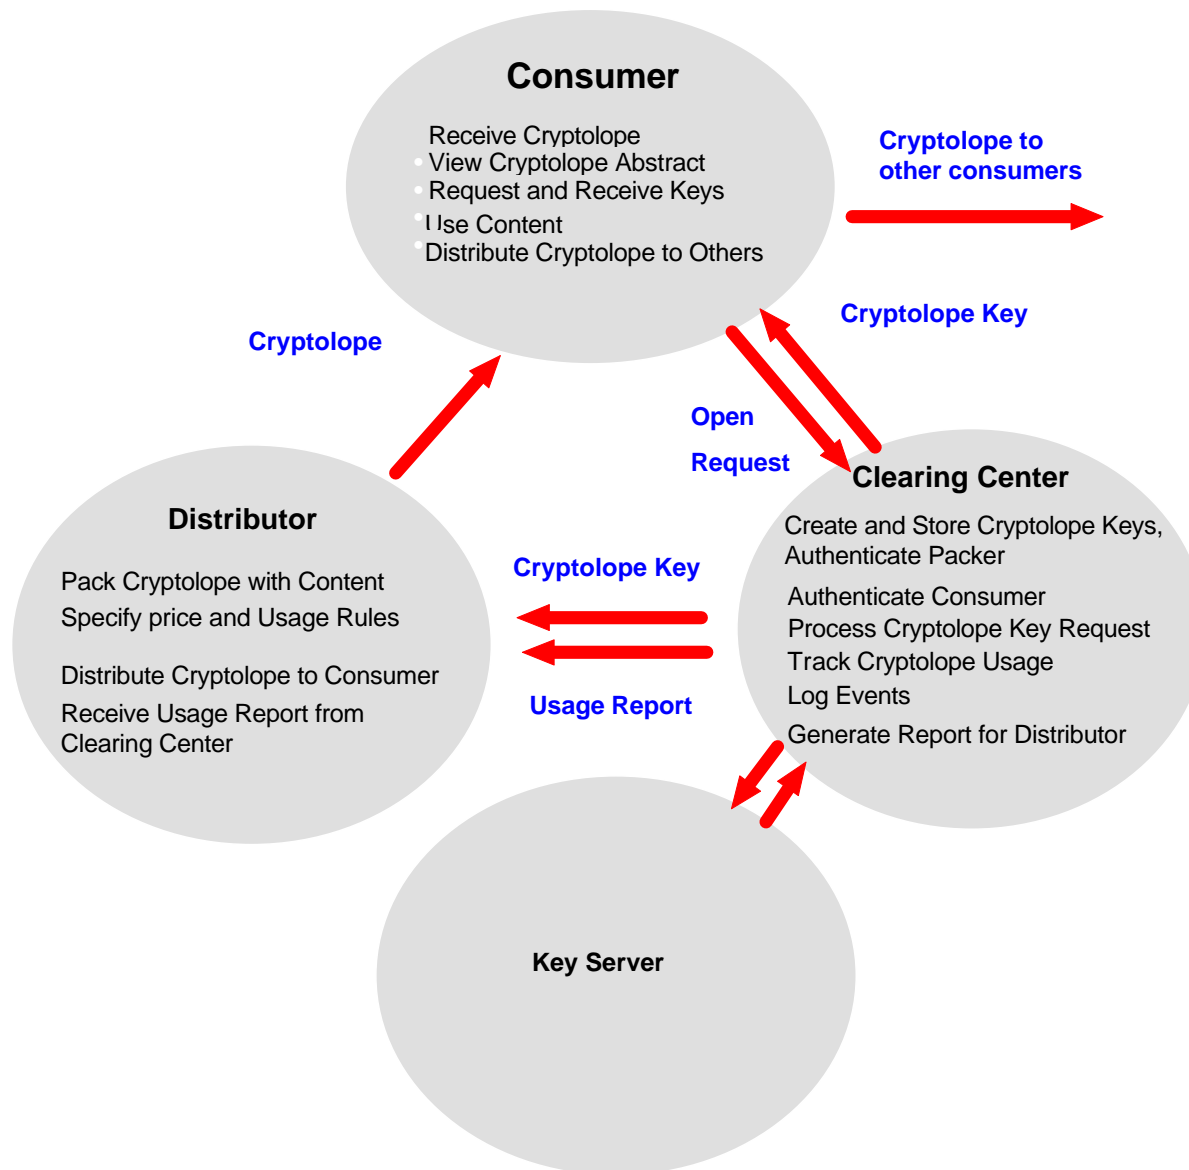 Consumer
Receive Cryptolope
View Cryptolope Abstract
Request and Receive Keys
Use Content
Distribute Cryptolope to Others
Cryptolope to
other consumers
Cryptolope Key
Cryptolope
Open
Request
Clearing Center
Create and Store Cryptolope Keys,
Authenticate Packer
Authenticate Consumer
Process Cryptolope Key Request
Track Cryptolope Usage
Log Events
Generate Report for Distributor
Distributor
Pack Cryptolope with Content
Specify price and Usage Rules
Distribute Cryptolope to Consumer
Receive Usage Report from
Clearing Center
Cryptolope Key
Usage Report
Key Server